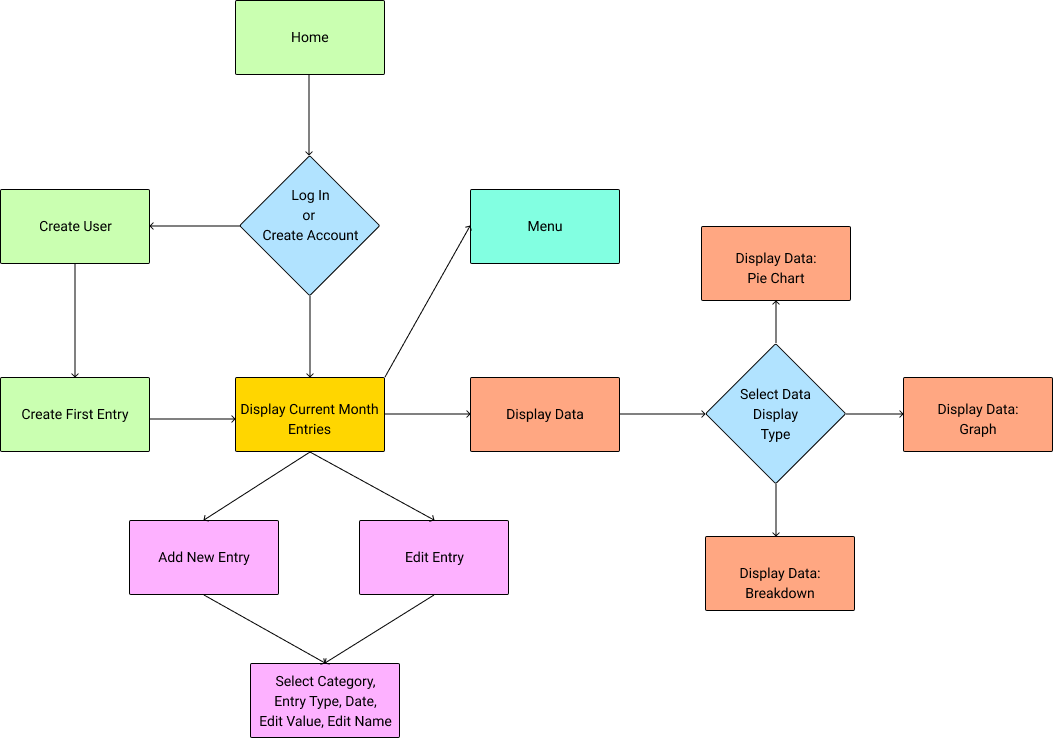 Home
Log In
or
Create Account
Create User
Menu
Display Data:
Pie Chart
Create First Entry
Display Current Month
Entries
Display Data
Select Data
Display
Type
Display Data:
Graph
Add New Entry
Edit Entry
Display Data:
Breakdown
Select Category,
Entry Type, Date,
Edit Value, Edit Name